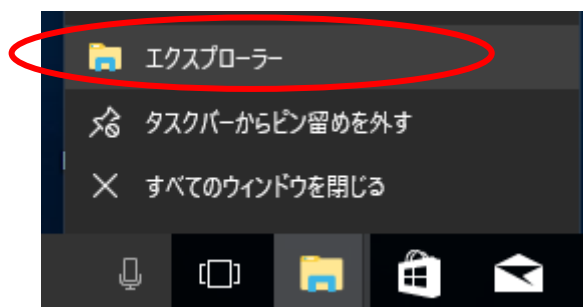 エクスプローラー
タスクバーからピン留めを外す
すべてのウィンドウを閉じる